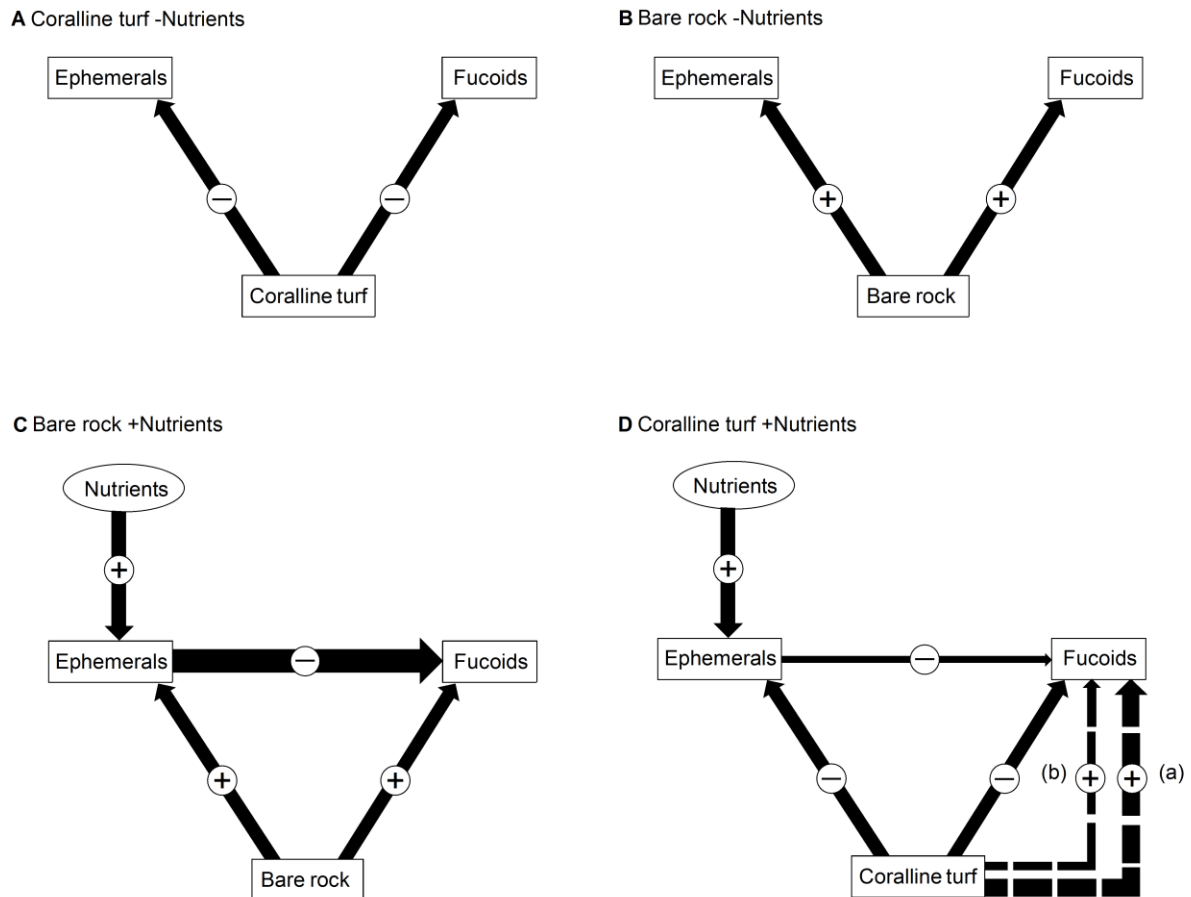 A Coralline turf -Nutrients
Ephemerals
Fucoids
−
−
Coralline turf
B Bare rock -Nutrients
Ephemerals
Fucoids
+
+
Bare rock
C Bare rock +Nutrients
Nutrients
+
Ephemerals
−
Fucoids
+
+
Bare rock
D Coralline turf +Nutrients
Nutrients
+
Ephemerals
−
Fucoids
−
−
(b) + + (a)
Coralline turf